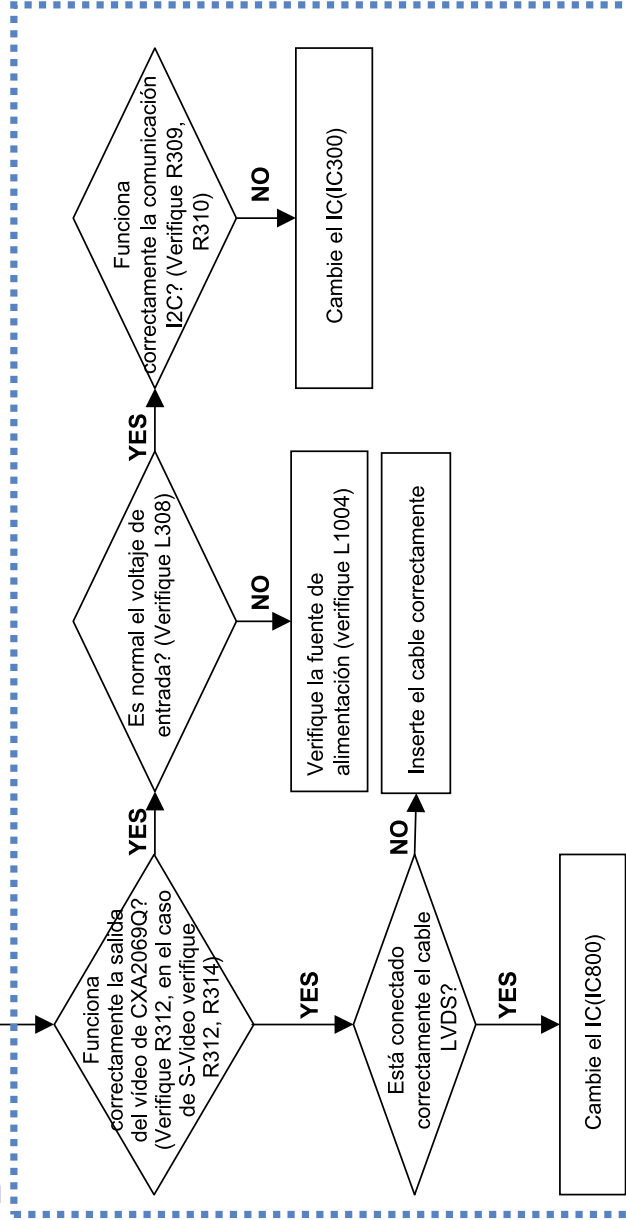 Funciona
correctamente la salida
del vídeo de CXA2069Q?
(Verifique R312, en el caso
de S-Video verifique
R312, R314)
YES
Es normal el voltaje de
entrada? (Verifique L308)
YES
Funciona
correctamente la comunicación
I2C? (Verifique R309,
R310)
NO
Cambie el IC(IC300)
NO
Verifique la fuente de
alimentación (verifique L1004)
YES
Está conectado
correctamente el cable
LVDS?
NO
Inserte el cable correctamente
YES
Cambie el IC(IC800)